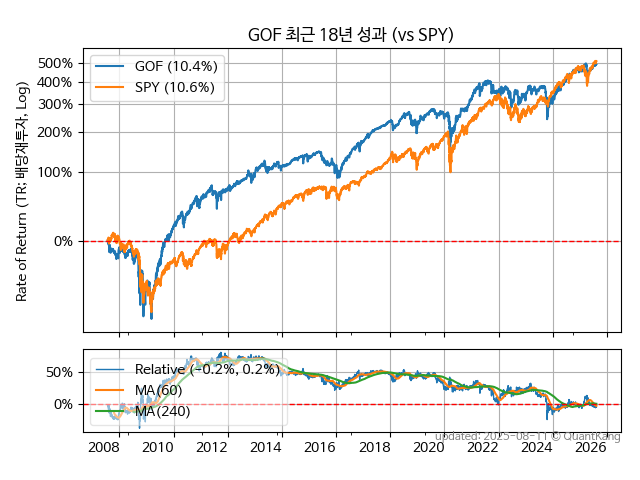 GOF 최근 18년 성과 (vs SPY)
Rate of Return (TR: 배당재투자, Log)
500%
400%
300%
200%
100%
0%
GOF (10.4%)
SPY (10.6%)
50%
0%
Relative (−0.2%, 0.2%)
MA(60)
MA(240)
2008 2010 2012 2014 2016 2018 2020 2022 2024 2026
updated: 2025-08-11 © QuantKang